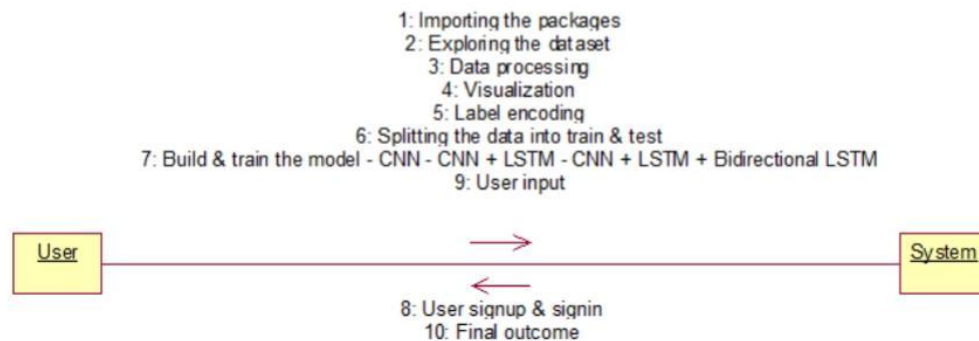 1: Importing the packages
2: Exploring the dataset
3: Data processing
4: Visualization
5: Label encoding
6: Splitting the data into train & test
7: Build & train the model - CNN - CNN + LSTM - CNN + LSTM + Bidirectional LSTM
9: User input
User
System
8: User signup & signin
10: Final outcome